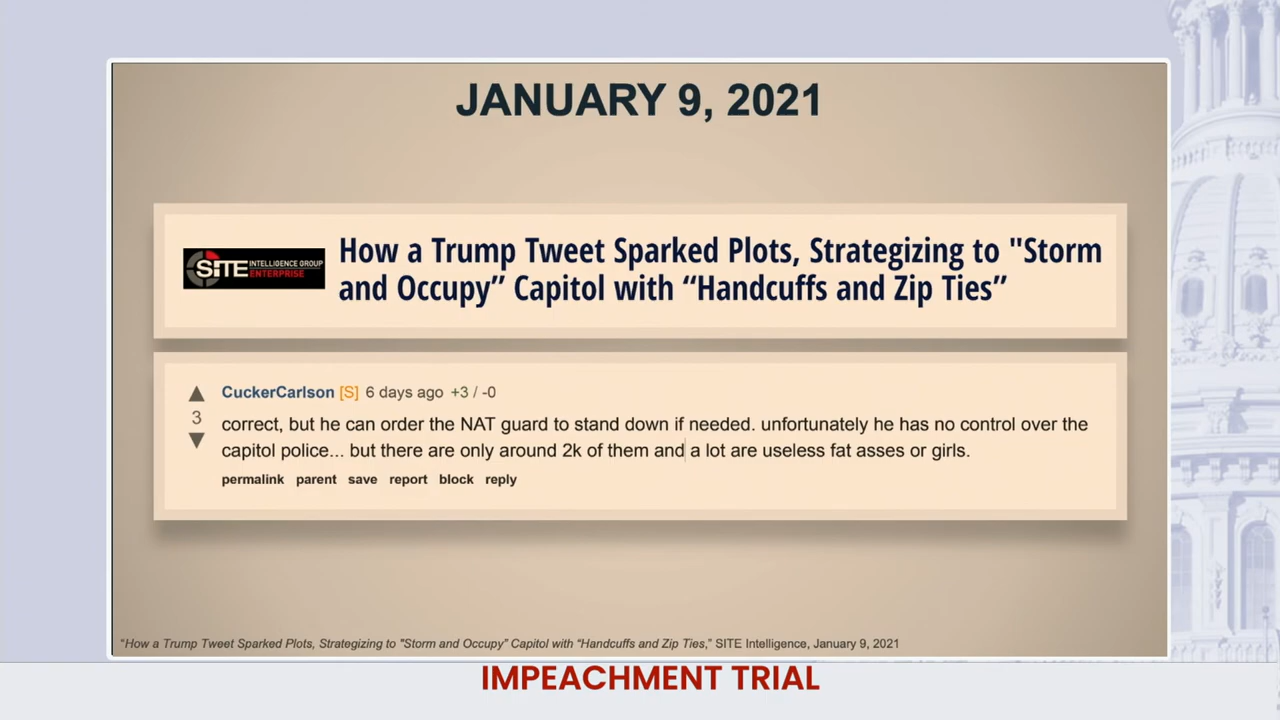 JANUARY 9, 2021
SITE INTELLIGENCE GROUP
ENTERPRISE
How a Trump Tweet Sparked Plots, Strategizing to "Storm
and Occupy” Capitol with “Handcuffs and Zip Ties”
CuckerCarlson [S] 6 days ago +3 / -0
3
correct, but he can order the NAT guard to stand down if needed. unfortunately he has no control over the
capitol police... but there are only around 2k of them and a lot are useless fat asses or girls.
permalink parent save report block reply
“How a Trump Tweet Sparked Plots, Strategizing to "Storm and Occupy” Capitol with “Handcuffs and Zip Ties,” SITE Intelligence, January 9, 2021
IMPEACHMENT TRIAL